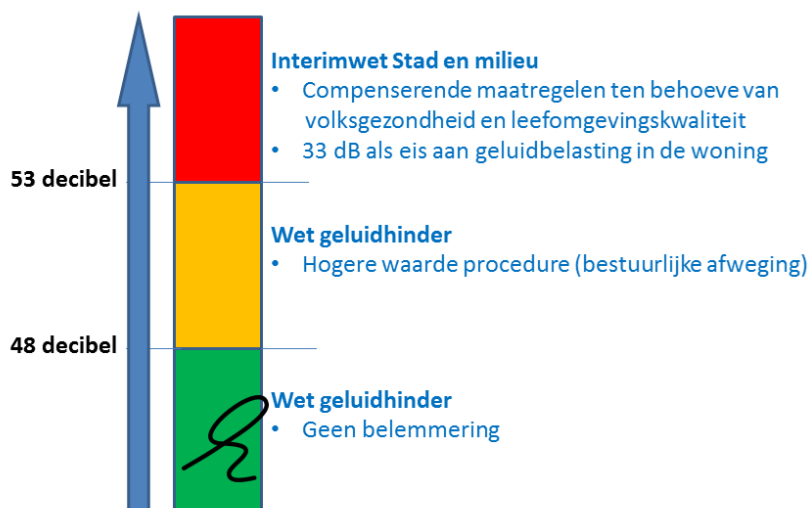 Interimwet Stad en milieu
• Compenserende maatregelen ten behoeve van
volksgezondheid en leefomgevingskwaliteit
• 33 dB als eis aan geluidbelasting in de woning
53 decibel
Wet geluidhinder
• Hogere waarde procedure (bestuurlijke afweging)
48 decibel
Wet geluidhinder
• Geen belemmering